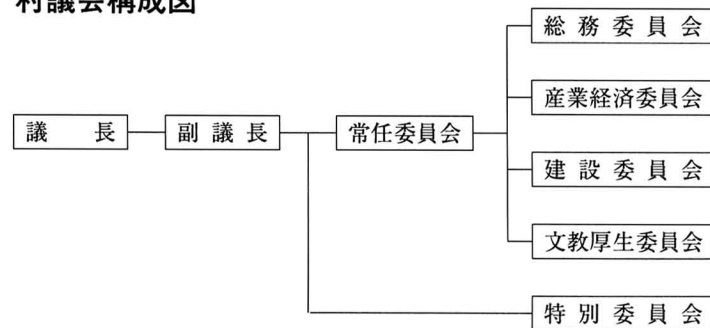 村議会構成図
総務委員会
産業経済委員会
議長 副議長 常任委員会
建設委員会
文教厚生委員会
特別委員会